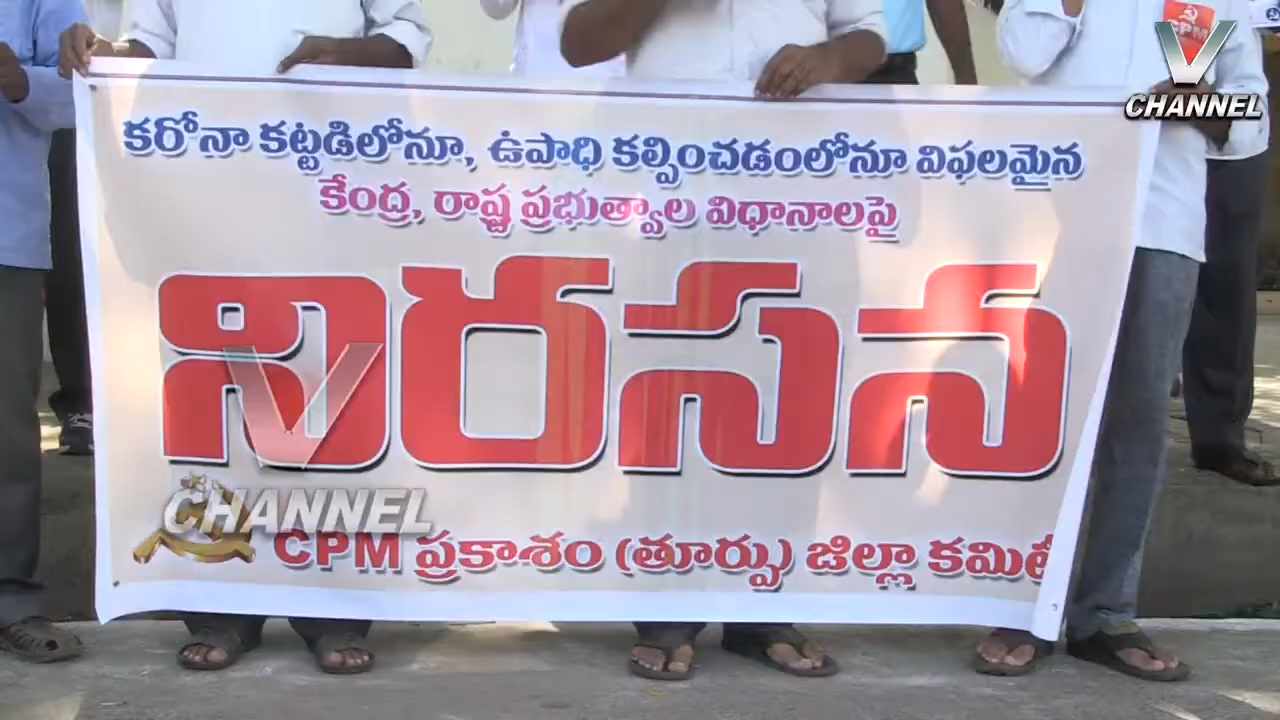 CPM
V
CHANNEL
కరోనా కట్టడిలోనూ, ఉపాధి కల్పించడంలోనూ విఫలమైన
కేంద్ర, రాష్ట్ర ప్రభుత్వాల విధానాలపై
నిరసన
V
CHANNEL
CPM ప్రకాశం (తూర్పు) జిల్లా కమిటీ